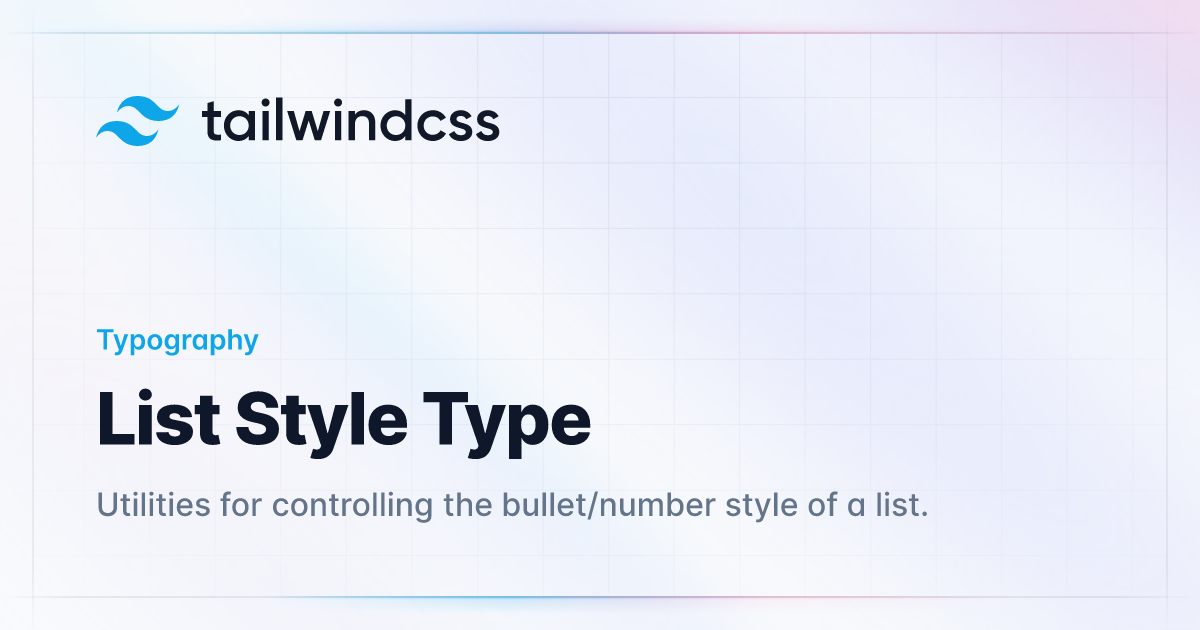 tailwindcss
Typography
List Style Type
Utilities for controlling the bullet/number style of a list.